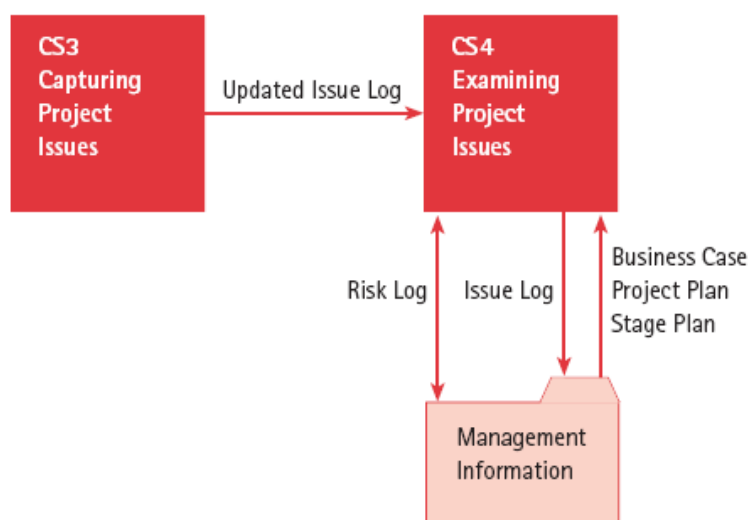 CS3
Capturing
Project
Issues
Updated Issue Log
CS4
Examining
Project
Issues
Risk Log
Issue Log
Business Case
Project Plan
Stage Plan
Management
Information